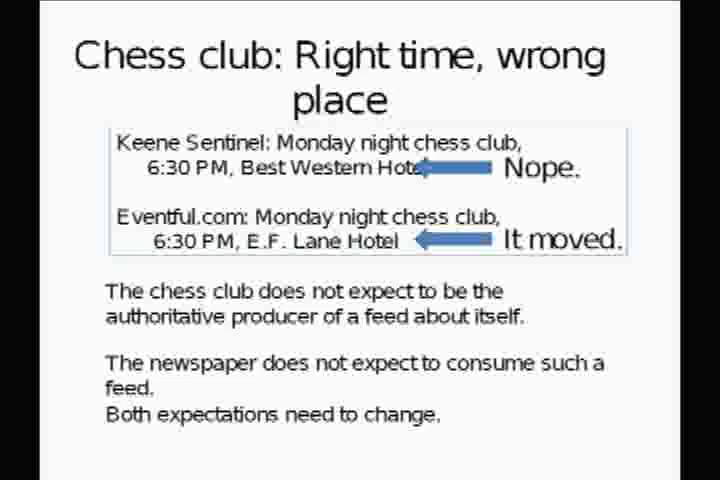 Chess club: Right time, wrong
place
Keene Sentinel: Monday night chess club,
6:30 PM, Best Western Hote
Nope.
Eventful.com: Monday night chess club,
6:30 PM, E.F. Lane Hotel
It moved.
The chess club does not expect to be the
authoritative producer of a feed about itself.
The newspaper does not expect to consume such a
feed.
Both expectations need to change.